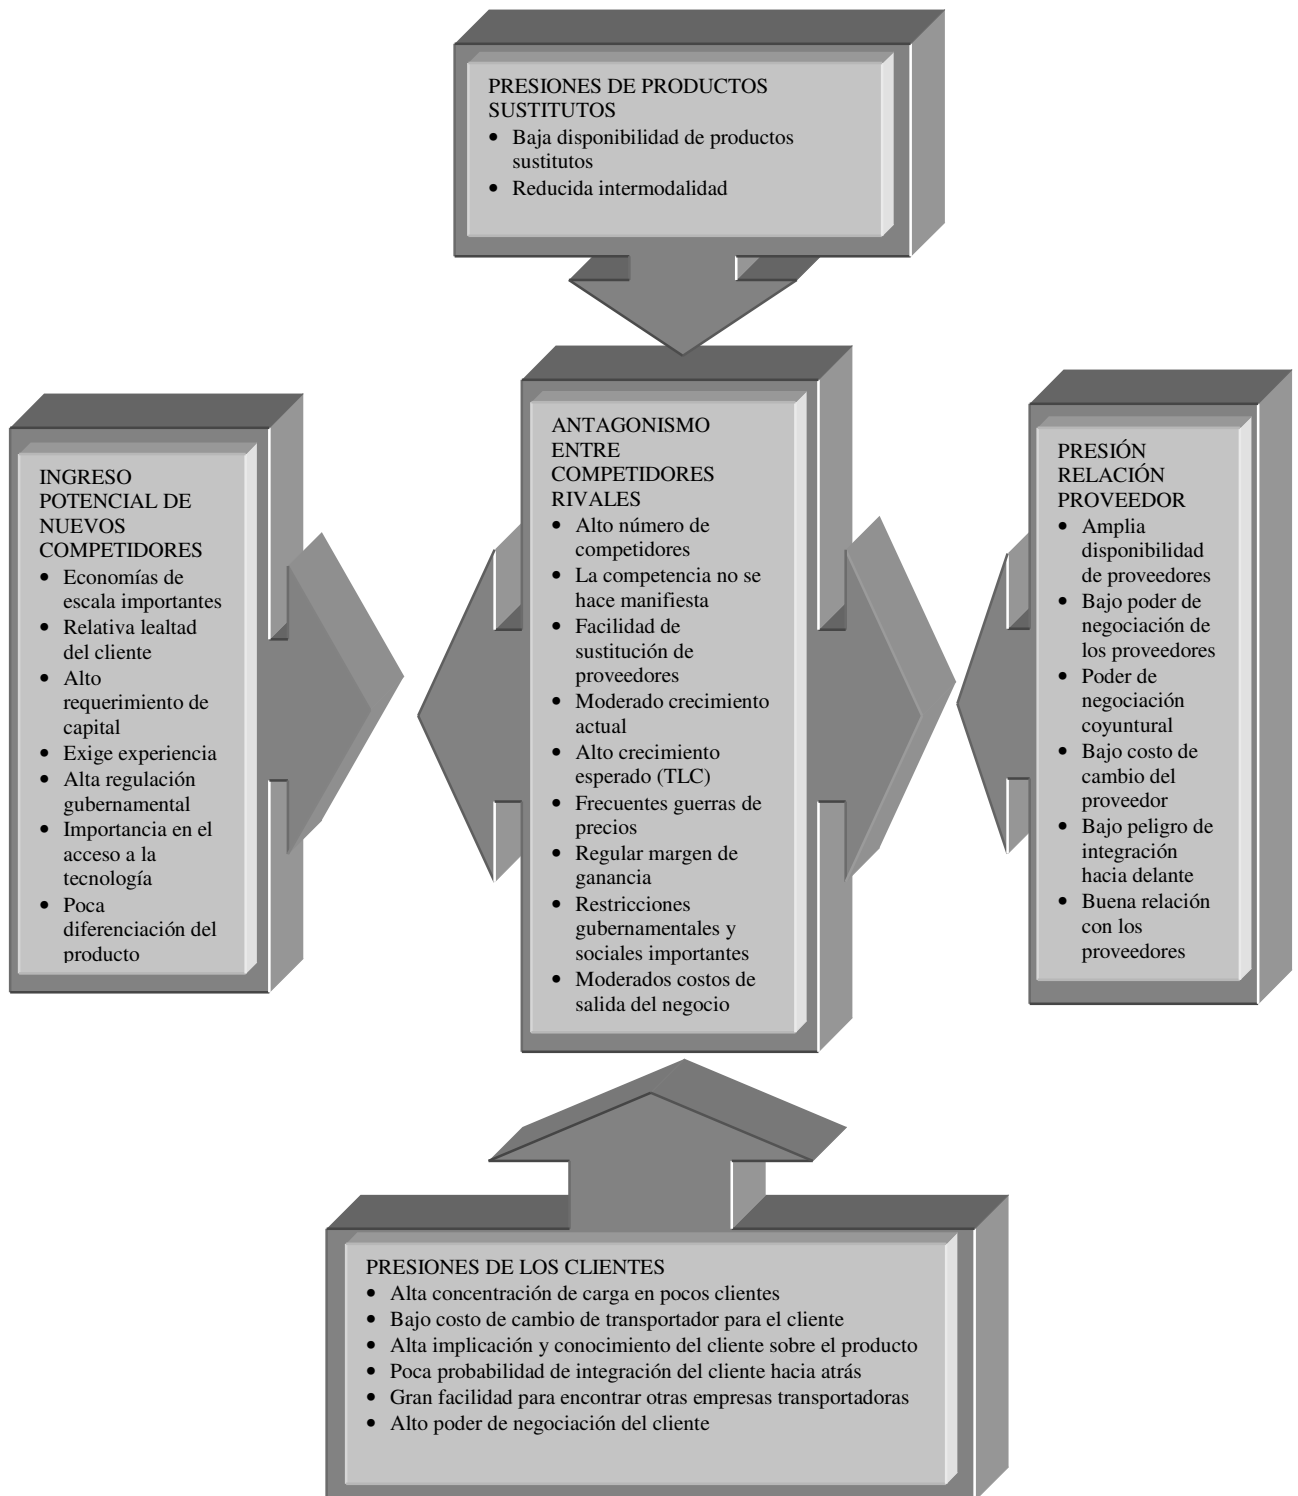 PRESIONES DE PRODUCTOS
SUSTITUTOS
• Baja disponibilidad de productos
sustitutos
• Reducida intermodalidad
INGRESO
POTENCIAL DE
NUEVOS
COMPETIDORES
• Economías de
escala importantes
• Relativa lealtad
del cliente
• Alto
requerimiento de
capital
• Exige experiencia
• Alta regulación
gubernamental
• Importancia en el
acceso a la
tecnología
• Poca
diferenciación del
producto
ANTAGONISMO
ENTRE
COMPETIDORES
RIVALES
• Alto número de
competidores
• La competencia no se
hace manifiesta
• Facilidad de
sustitución de
proveedores
• Moderado crecimiento
actual
• Alto crecimiento
esperado (TLC)
• Frecuentes guerras de
precios
• Regular margen de
ganancia
• Restricciones
gubernamentales y
sociales importantes
• Moderados costos de
salida del negocio
PRESIÓN
RELACIÓN
PROVEEDOR
• Amplia
disponibilidad
de proveedores
• Bajo poder de
negociación de
los proveedores
• Poder de
negociación
coyuntural
• Bajo costo de
cambio del
proveedor
• Bajo peligro de
integración
hacia delante
• Buena relación
con los
proveedores
PRESIONES DE LOS CLIENTES
• Alta concentración de carga en pocos clientes
• Bajo costo de cambio de transportador para el cliente
• Alta implicación y conocimiento del cliente sobre el producto
• Poca probabilidad de integración del cliente hacia atrás
• Gran facilidad para encontrar otras empresas transportadoras
• Alto poder de negociación del cliente